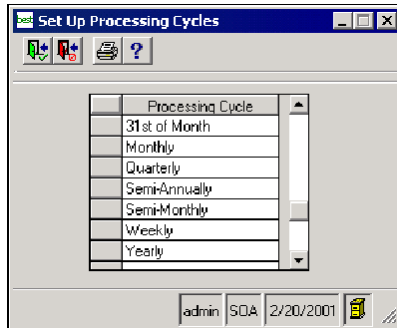 best Set Up Processing Cycles
?
Processing Cycle
31st of Month
Monthly
Quarterly
Semi-Annually
Semi-Monthly
Weekly
Yearly
admin SOA 2/20/2001